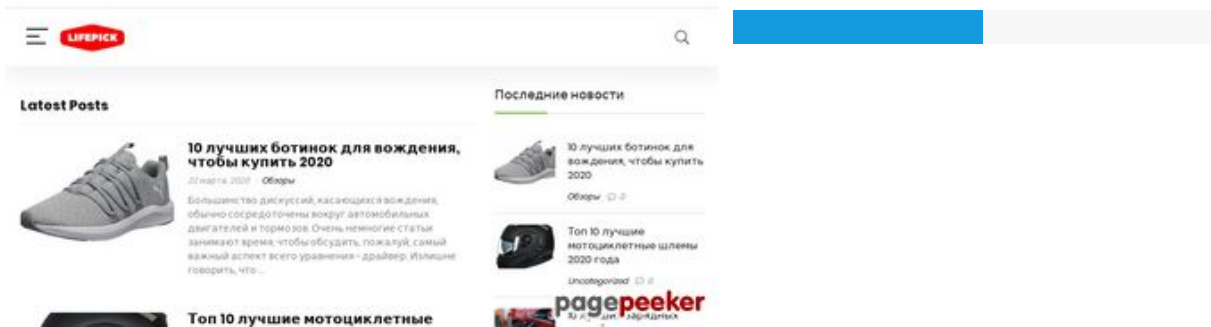 LIFEPICK
Latest Posts
10 лучших ботинок для вождения,
чтобы купить 2020
22 марта, 2020 - Обзоры
Большинство дискуссий, касающихся вождения,
обычно сосредоточены вокруг автомобильных
двигателей и тормозов. Очень немногие статьи
занимают время, чтобы обсудить, пожалуй, самый
важный аспект всего уравнения - драйвер. Излишне
говорить, что ...
Топ 10 лучшие мотоциклетные
Последние новости
10 лучших ботинок для
вождения, чтобы купить
2020
Обзоры 0
Топ 10 лучшие
мотоциклетные шлемы
2020 года
Uncategorized 0
pagepeeker